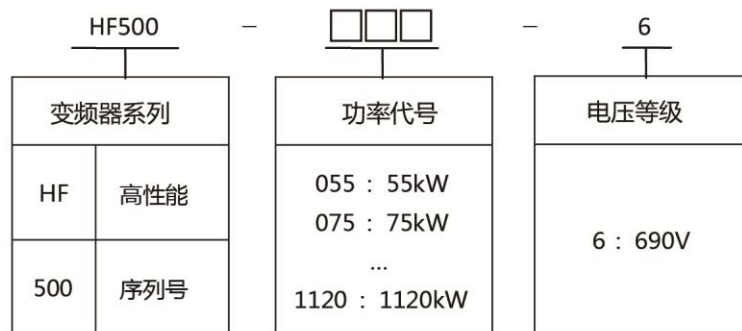 HF500 － □□□ － 6
变频器系列
HF 高性能
500 序列号
功率代号
055：55kW
075：75kW
...
1120：1120kW
电压等级
6：690V